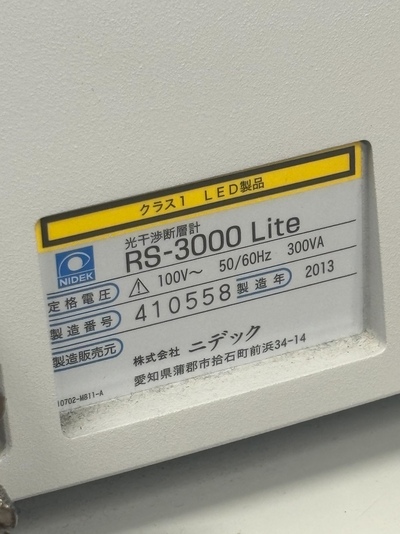 クラス1 LED製品
光干渉断層計
NIDEK
RS-3000 Lite
定格電圧 ⚠ 100V～ 50/60Hz 300VA
製造番号 410558 製造年 2013
製造販売元 株式会社 ニデック
愛知県蒲郡市拾石町前浜34-14
10702-MB11-A